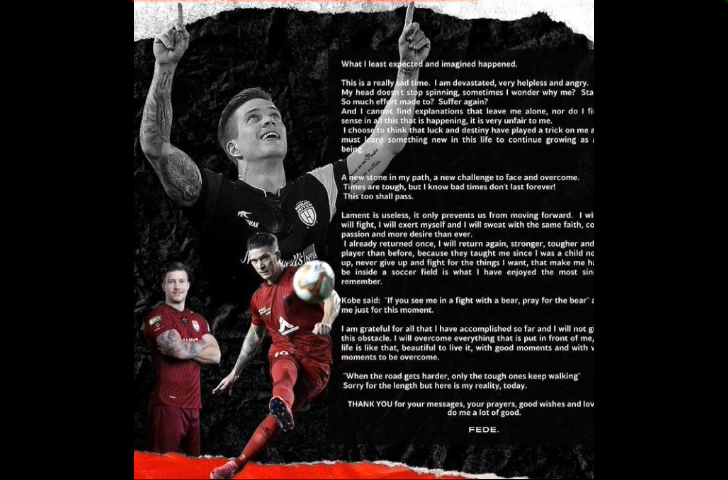 What I least expected and imagined happened.
This is a really sad time. I am devastated, very helpless and angry.
My head doesn't stop spinning, sometimes I wonder why me? Sta
So much effort made to? Suffer again?
And I cannot find explanations that leave me alone, nor do I fi
sense in all this that is happening, it is very unfair to me.
I choose to think that luck and destiny have played a trick on me a
must learn something new in this life to continue growing as a
being.
A new stone in my path, a new challenge to face and overcome.
Times are tough, but I know bad times don't last forever!
This too shall pass.
Lament is useless, it only prevents us from moving forward. I wi
will fight, I will exert myself and I will sweat with the same faith, co
passion and more desire than ever.
I already returned once, I will return again, stronger, tougher and
player than before, because they taught me since I was a child no
up, never give up and fight for the things I want, that make me ha
be inside a soccer field is what I have enjoyed the most sin
remember.
Kobe said: "If you see me in a fight with a bear, pray for the bear" a
me just for this moment.
I am grateful for all that I have accomplished so far and I will not gi
this obstacle. I will overcome everything that is put in front of me,
life is like that, beautiful to live it, with good moments and with w
moments to be overcome.
"When the road gets harder, only the tough ones keep walking"
Sorry for the length but here is my reality, today.
THANK YOU for your messages, your prayers, good wishes and lov
do me a lot of good.
FEDE.